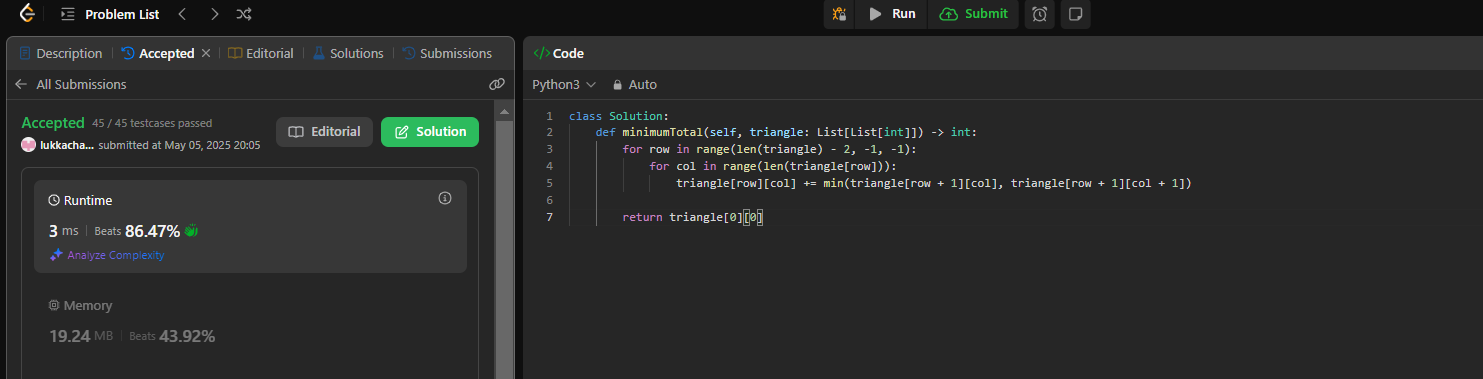 Problem List
Run
Submit
Description
Accepted
Editorial
Solutions
Submissions
All Submissions
Accepted 45 / 45 testcases passed
lukkacha... submitted at May 05, 2025 20:05
Editorial
Solution
Runtime
3 ms Beats 86.47%
Analyze Complexity
Memory
19.24 MB Beats 43.92%
</> Code
Python3
Auto
1 class Solution:
2 def minimumTotal(self, triangle: List[List[int]]) -> int:
3 for row in range(len(triangle) - 2, -1, -1):
4 for col in range(len(triangle[row])):
5 triangle[row][col] += min(triangle[row + 1][col], triangle[row + 1][col + 1])
6
7 return triangle[0][0]